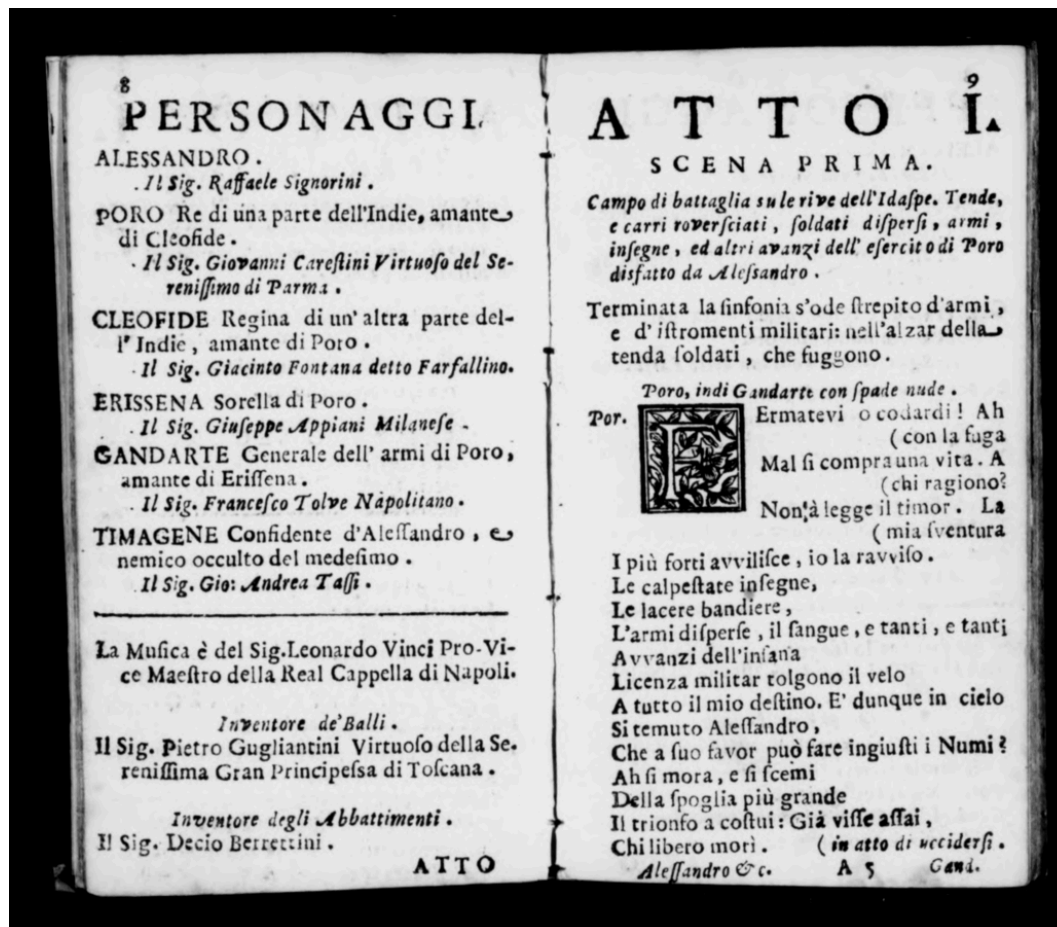 8
PERSONAGGI.
ALESSANDRO.
Il Sig. Raffaele Signorini.
PORO Re di una parte dell'Indie, amante
di Cleofide.
Il Sig. Giovanni Careſtini Virtuoſo del Se-
reniſſimo di Parma.
CLEOFIDE Regina di un' altra parte del-
l' Indie, amante di Poro.
Il Sig. Giacinto Fontana detto Farfallino.
ERISSENA Sorella di Poro.
Il Sig. Giuſeppe Appiani Milaneſe.
GANDARTE Generale dell' armi di Poro,
amante di Eriſſena.
Il Sig. Franceſco Tolve Napolitano.
TIMAGENE Confidente d'Aleſſandro, e
nemico occulto del medeſimo.
Il Sig. Gio: Andrea Taſſi.
La Muſica è del Sig. Leonardo Vinci Pro-Vi-
ce Maeſtro della Real Cappella di Napoli.
Inventore de' Balli.
Il Sig. Pietro Gugliantini Virtuoſo della Se-
reniſſima Gran Principeſsa di Toſcana.
Inventore degli Abbattimenti.
Il Sig. Decio Berrettini.
ATTO
9
ATTO I.
SCENA PRIMA.
Campo di battaglia su le rive dell'Idaſpe. Tende,
e carri roverſciati, ſoldati diſperſi, armi,
inſegne, ed altri avanzi dell' eſercito di Poro
disfatto da Aleſsandro.
Terminata la ſinfonia s'ode ſtrepito d'armi,
e d' iſtromenti militari: nell'alzar della
tenda ſoldati, che fuggono.
Poro, indi Gandarte con ſpade nude.
Por. FErmatevi o codardi! Ah
(con la fuga
Mal ſi compra una vita. A
(chi ragiono?
Non à legge il timor. La
(mia ſventura
I più forti avviliſce, io la ravviſo.
Le calpeſtate inſegne,
Le lacere bandiere,
L'armi diſperſe, il ſangue, e tanti, e tanti
Avvanzi dell'inſana
Licenza militar tolgono il velo
A tutto il mio deſtino. E' dunque in cielo
Si temuto Aleſſandro,
Che a ſuo favor può fare ingiuſti i Numi?
Ah ſi mora, e ſi ſcemi
Della ſpoglia più grande
Il trionfo a coſtui: Già viſſe aſſai,
Chi libero morì. (in atto di ucciderſi.
Aleſſandro &c. A 5 Gand.